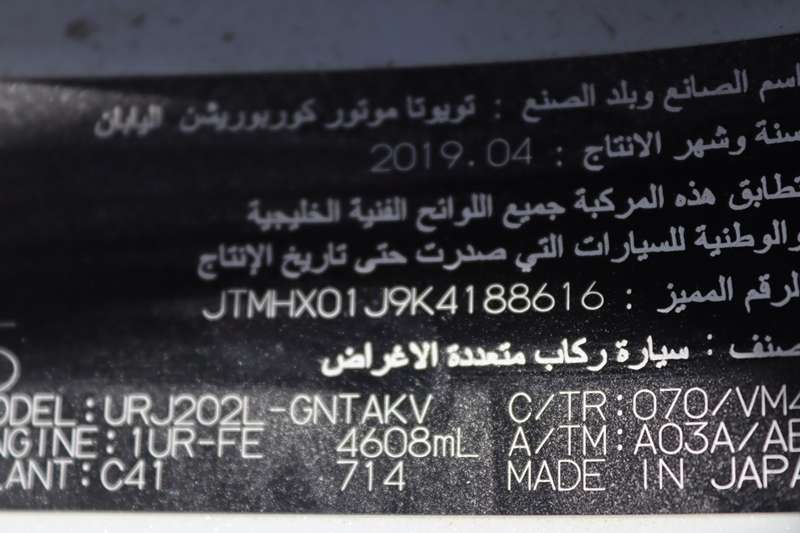 اسم الصانع وبلد الصنع : تويوتا موتور كوربوريشن اليابان
سنة وشهر الانتاج : 2019.04
تطابق هذه المركبة جميع اللوائح الفنية الخليجية
والوطنية للسيارات التي صدرت حتى تاريخ الإنتاج
الرقم المميز : JTMHX01J9K4188616
صنف : سيارة ركاب متعددة الاغراض
ODEL:URJ202L-GNTAKV C/TR:070/VM4
NGINE:1UR-FE 4608mL A/TM:A03A/AE
LANT:C41 714 MADE IN JAPA